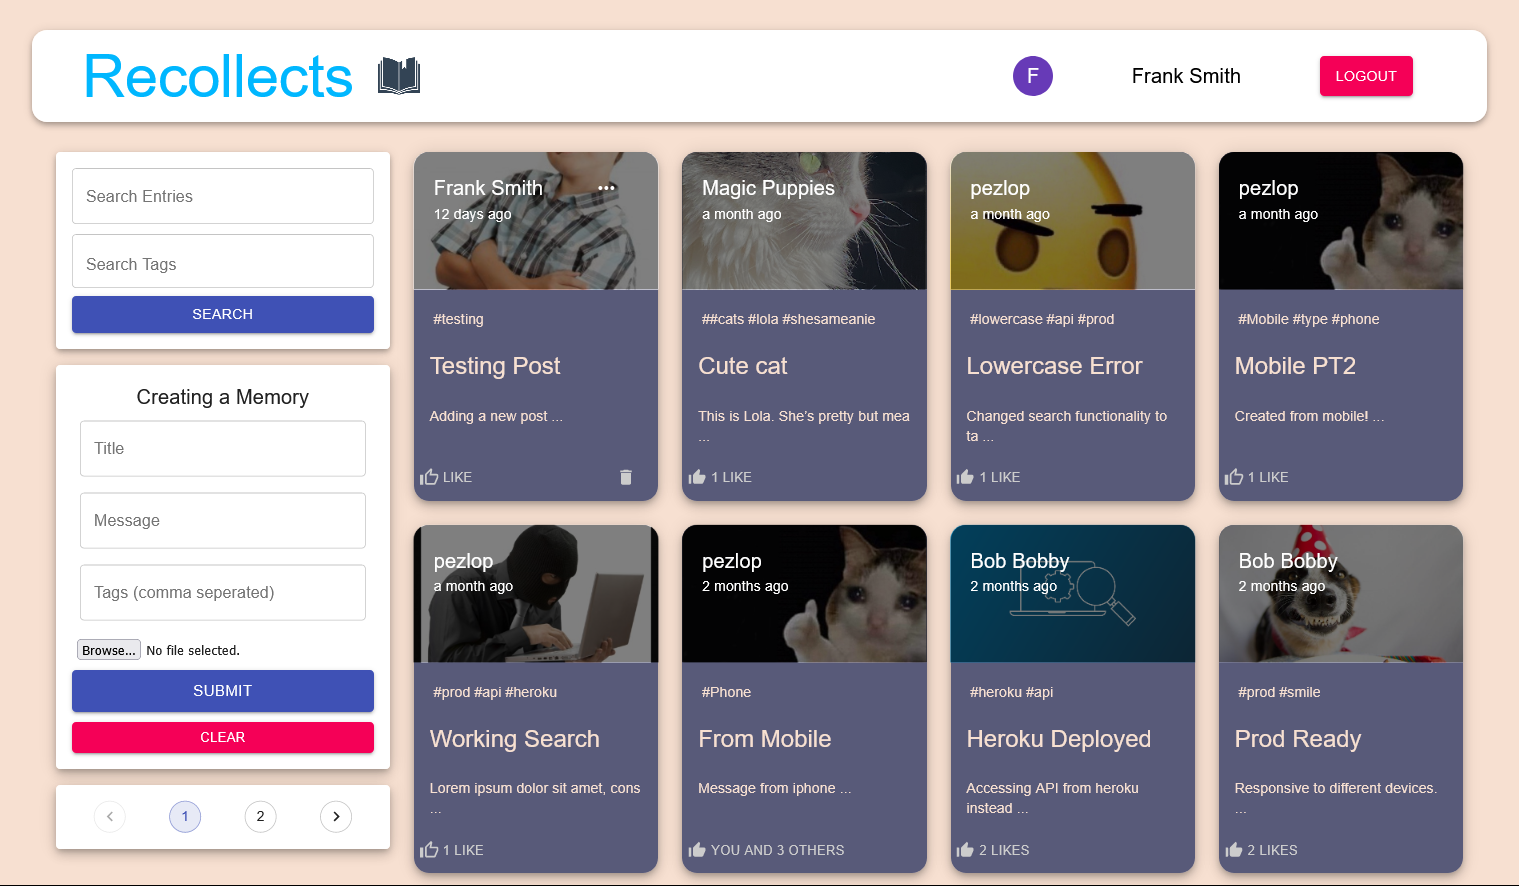 Recollects
F
Frank Smith
LOGOUT
Search Entries
Search Tags
SEARCH
Creating a Memory
Title
Message
Tags (comma seperated)
Browse... No file selected.
SUBMIT
CLEAR
1
2
Frank Smith
12 days ago
#testing
Testing Post
Adding a new post ...
LIKE
Magic Puppies
a month ago
##cats #lola #shesameanie
Cute cat
This is Lola. She’s pretty but mea
...
1 LIKE
pezlop
a month ago
#lowercase #api #prod
Lowercase Error
Changed search functionality to
ta ...
1 LIKE
pezlop
a month ago
#Mobile #type #phone
Mobile PT2
Created from mobile! ...
1 LIKE
pezlop
a month ago
#prod #api #heroku
Working Search
Lorem ipsum dolor sit amet, cons
...
1 LIKE
pezlop
2 months ago
#Phone
From Mobile
Message from iphone ...
YOU AND 3 OTHERS
Bob Bobby
2 months ago
#heroku #api
Heroku Deployed
Accessing API from heroku
instead ...
2 LIKES
Bob Bobby
2 months ago
#prod #smile
Prod Ready
Responsive to different devices.
...
2 LIKES